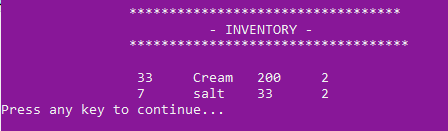 **********************************
- INVENTORY -
***********************************
33 Cream 200 2
7 salt 33 2
Press any key to continue...